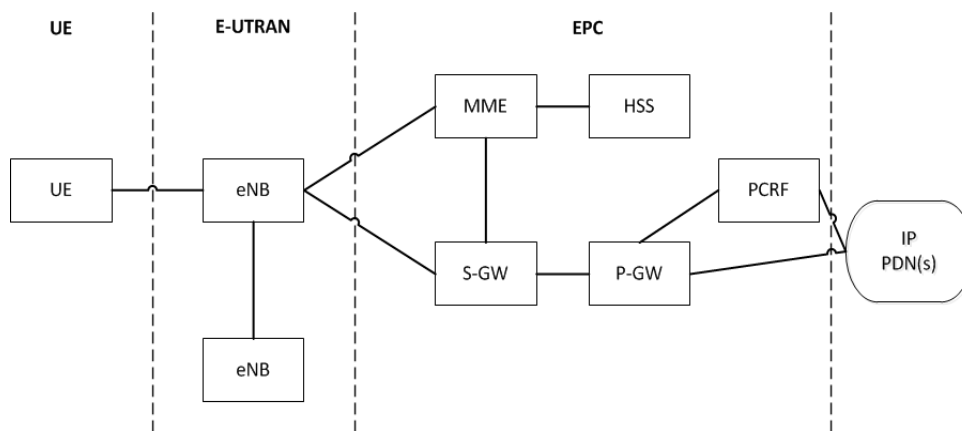 UE
E-UTRAN
EPC
MME
HSS
UE
eNB
PCRF
S-GW
P-GW
IP
PDN(s)
eNB